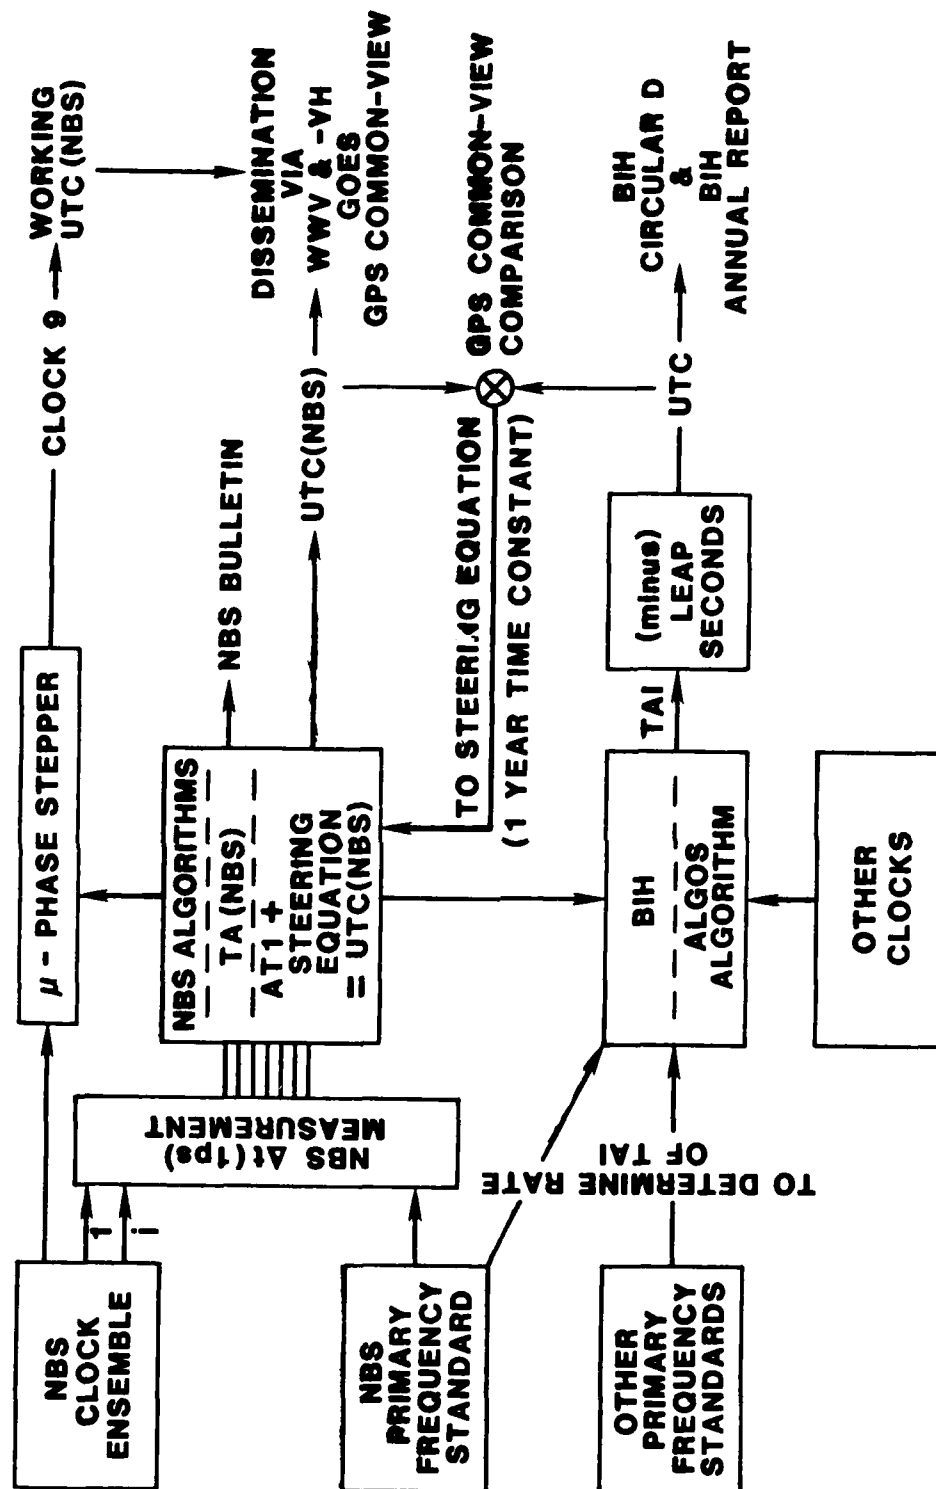 NBS
CLOCK
ENSEMBLE
1
i
NBS
PRIMARY
FREQUENCY
STANDARD
OTHER
PRIMARY
FREQUENCY
STANDARDS
NBS Δt(1ps)
MEASUREMENT
TO DETERMINE RATE
OF TAI
μ - PHASE STEPPER
CLOCK 9
WORKING
UTC (NBS)
NBS ALGORITHMS
TA(NBS)
AT1 +
STEERING
EQUATION
= UTC(NBS)
NBS BULLETIN
UTC(NBS)
DISSEMINATION
VIA
WWV & -VH
GOES
GPS COMMON-VIEW
GPS COMMON-VIEW
COMPARISON
TO STEERING EQUATION
(1 YEAR TIME CONSTANT)
BIH
ALGOS
ALGORITHM
TAI
(minus)
LEAP
SECONDS
UTC
BIH
CIRCULAR D
&
BIH
ANNUAL REPORT
OTHER
CLOCKS